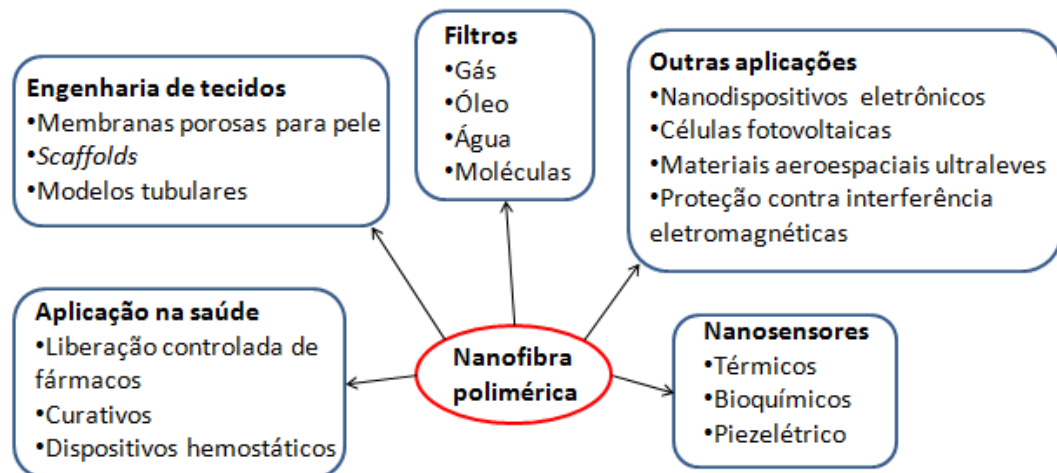 Engenharia de tecidos
•Membranas porosas para pele
•Scaffolds
•Modelos tubulares
Filtros
•Gás
•Óleo
•Água
•Moléculas
Outras aplicações
•Nanodispositivos eletrônicos
•Células fotovoltaicas
•Materiais aeroespaciais ultraleves
•Proteção contra interferência
eletromagnéticas
Aplicação na saúde
•Liberação controlada de
fármacos
•Curativos
•Dispositivos hemostáticos
Nanofibra
polimérica
Nanosensores
•Térmicos
•Bioquímicos
•Piezelétrico